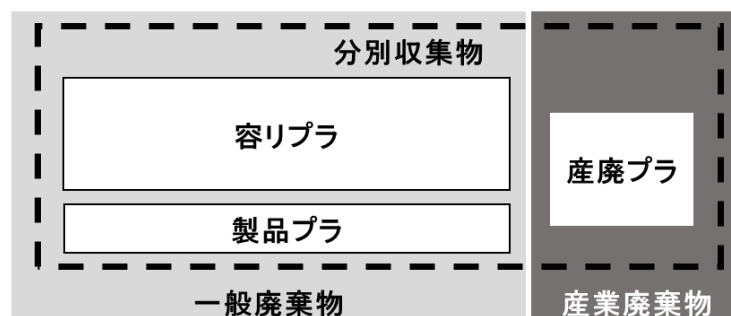 分別収集物
容リプラ
産廃プラ
製品プラ
一般廃棄物
産業廃棄物